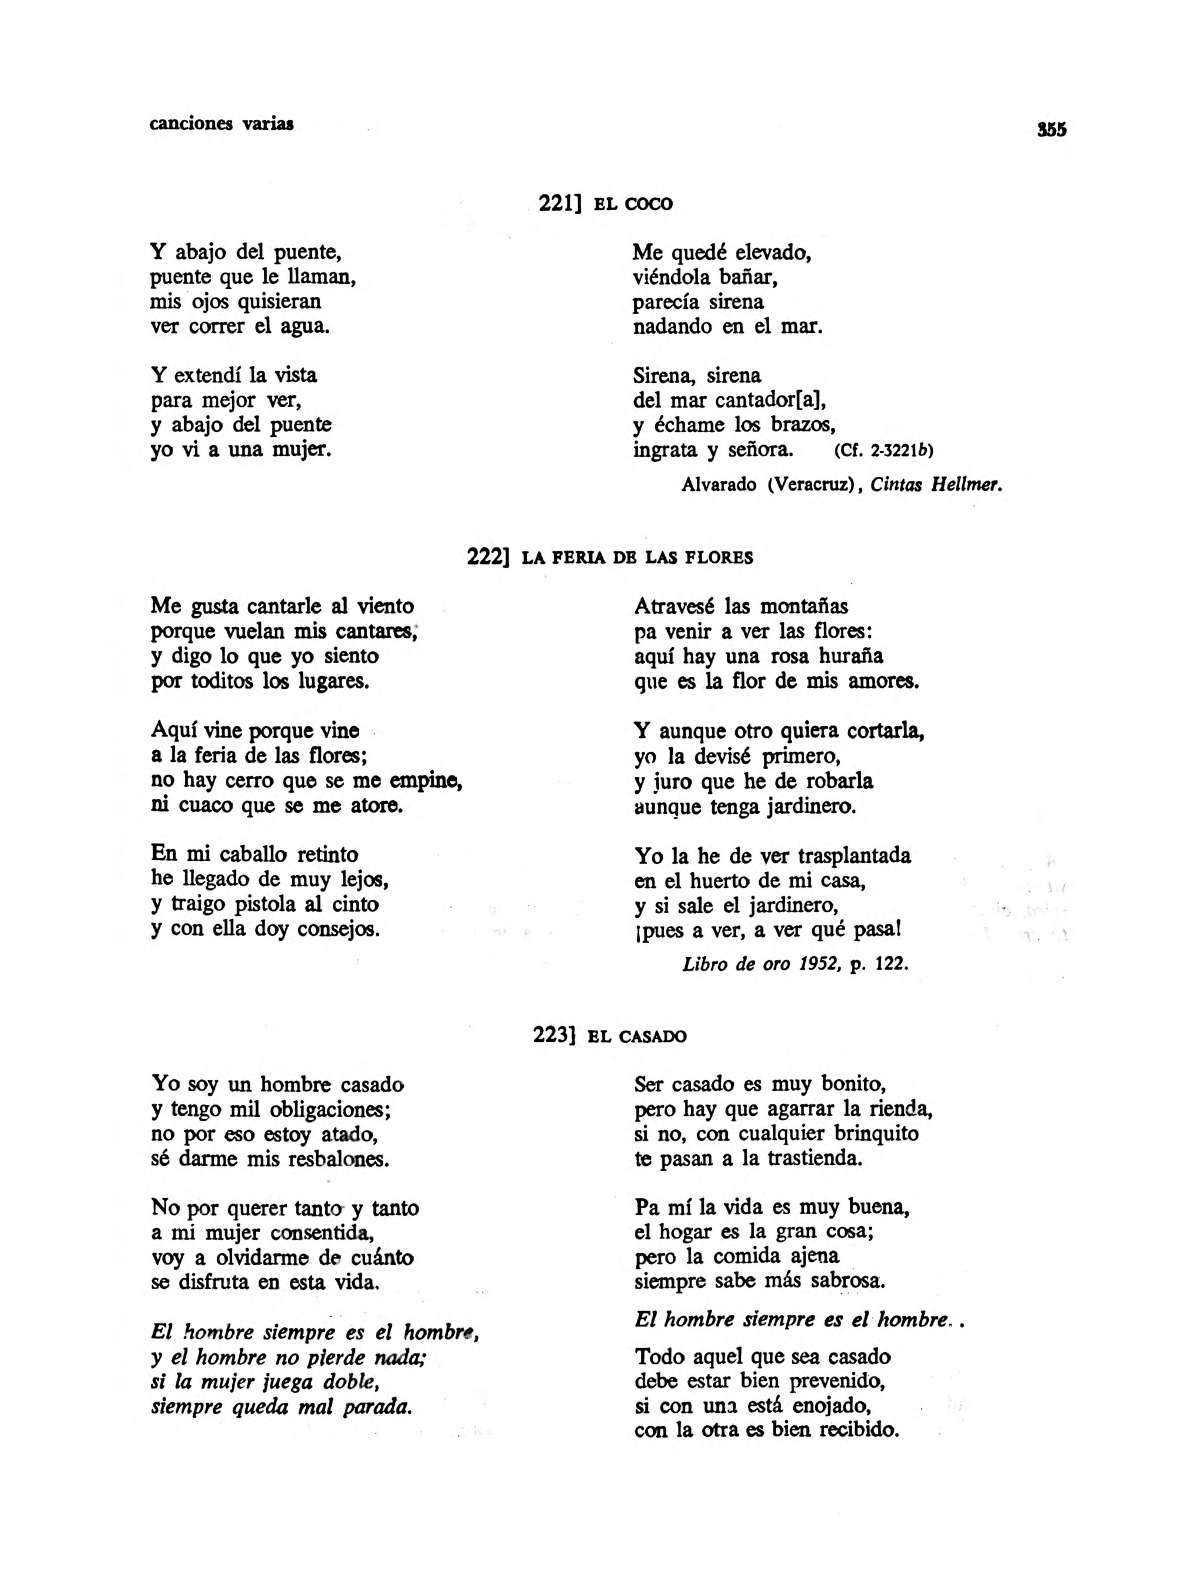 canciones varias
355
221] EL COCO
Y abajo del puente,
puente que le llaman,
mis ojos quisieran
ver correr el agua.
Y extendí la vista
para mejor ver,
y abajo del puente
yo vi a una mujer.
Me quedé elevado,
viéndola bañar,
parecía sirena
nadando en el mar.
Sirena, sirena
del mar cantador[a],
y échame los brazos,
ingrata y señora. (Cf. 2-3221b)
Alvarado (Veracruz), Cintas Hellmer.
222] LA FERIA DE LAS FLORES
Me gusta cantarle al viento
porque vuelan mis cantares,
y digo lo que yo siento
por toditos los lugares.
Aquí vine porque vine
a la feria de las flores;
no hay cerro que se me empine,
ni cuaco que se me atore.
En mi caballo retinto
he llegado de muy lejos,
y traigo pistola al cinto
y con ella doy consejos.
Atravesé las montañas
pa venir a ver las flores:
aquí hay una rosa huraña
que es la flor de mis amores.
Y aunque otro quiera cortarla,
yo la devisé primero,
y juro que he de robarla
aunque tenga jardinero.
Yo la he de ver trasplantada
en el huerto de mi casa,
y si sale el jardinero,
¡pues a ver, a ver qué pasa!
Libro de oro 1952, p. 122.
223] EL CASADO
Yo soy un hombre casado
y tengo mil obligaciones;
no por eso estoy atado,
sé darme mis resbalones.
No por querer tanto y tanto
a mi mujer consentida,
voy a olvidarme de cuánto
se disfruta en esta vida.
El hombre siempre es el hombre,
y el hombre no pierde nada;
si la mujer juega doble,
siempre queda mal parada.
Ser casado es muy bonito,
pero hay que agarrar la rienda,
si no, con cualquier brinquito
te pasan a la trastienda.
Pa mí la vida es muy buena,
el hogar es la gran cosa;
pero la comida ajena
siempre sabe más sabrosa.
El hombre siempre es el hombre..
Todo aquel que sea casado
debe estar bien prevenido,
si con una está enojado,
con la otra es bien recibido.